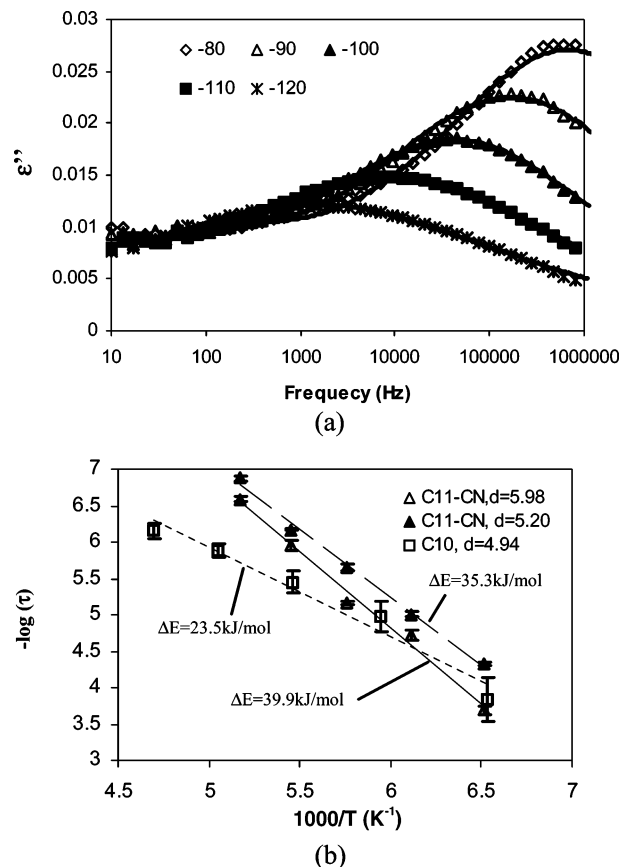 0.03
0.025
0.02
0.015
0.01
0.005
0
ε’’
-80 -90 -100
-110 -120
10 100 1000 10000 100000 1000000
Frequecy (Hz)
(a)
7
6.5
6
5.5
5
4.5
4
3.5
3
-log (τ)
C11-CN,d=5.98
C11-CN, d=5.20
C10, d=4.94
ΔE=35.3kJ/mol
ΔE=23.5kJ/mol
ΔE=39.9kJ/mol
4.5 5 5.5 6 6.5 7
1000/T (K⁻¹)
(b)